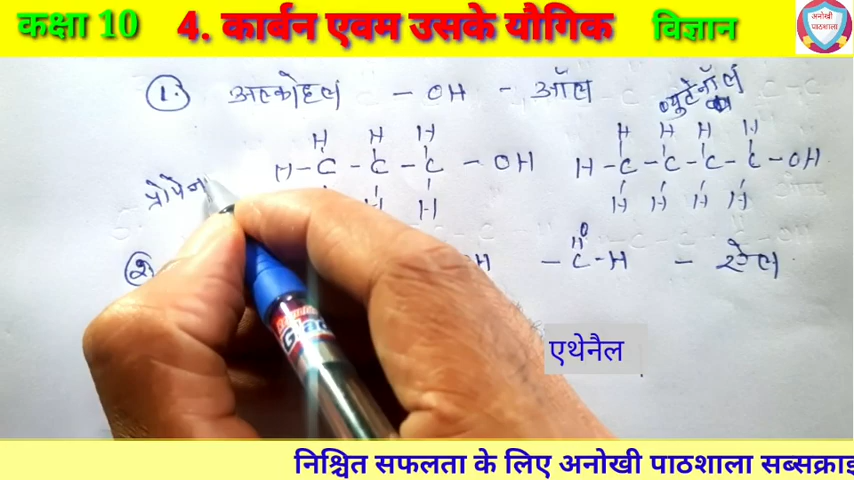 कक्षा 10 4. कार्बन एवम उसके यौगिक विज्ञान
अनोखी
पाठशाला
1. अल्कोहल - OH - ऑल ब्युटेनॉल
H H H H H H H
H-C-C-C-OH H-C-C-C-C-OH
प्रोपेन
H H H H H H
O
2. H -C-H - एल
एथेनैल
निश्चित सफलता के लिए अनोखी पाठशाला सब्सक्राइ